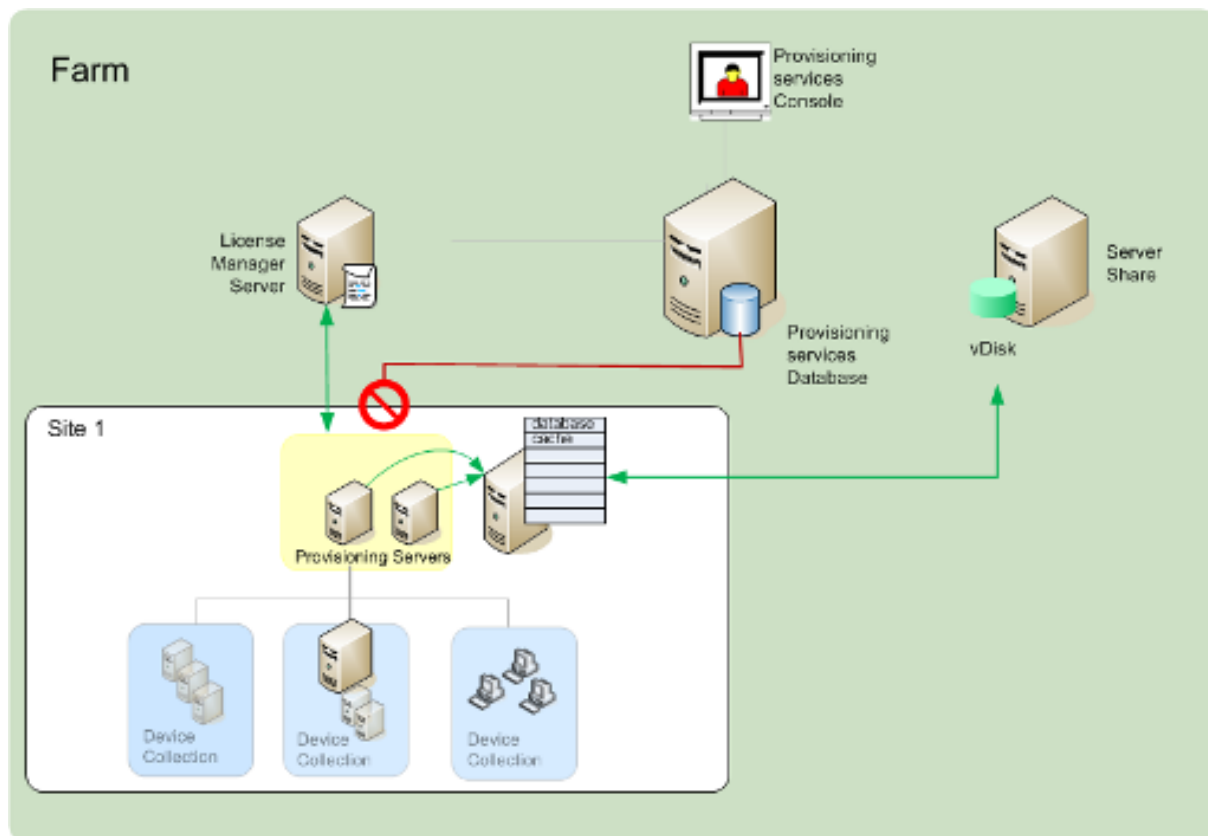 Farm
Provisioning
services
Console
License
Manager
Server
Server
Share
vDisk
Provisioning
services
Database
Site 1
database
cache
Provisioning Servers
Device
Collection
Device
Collection
Device
Collection